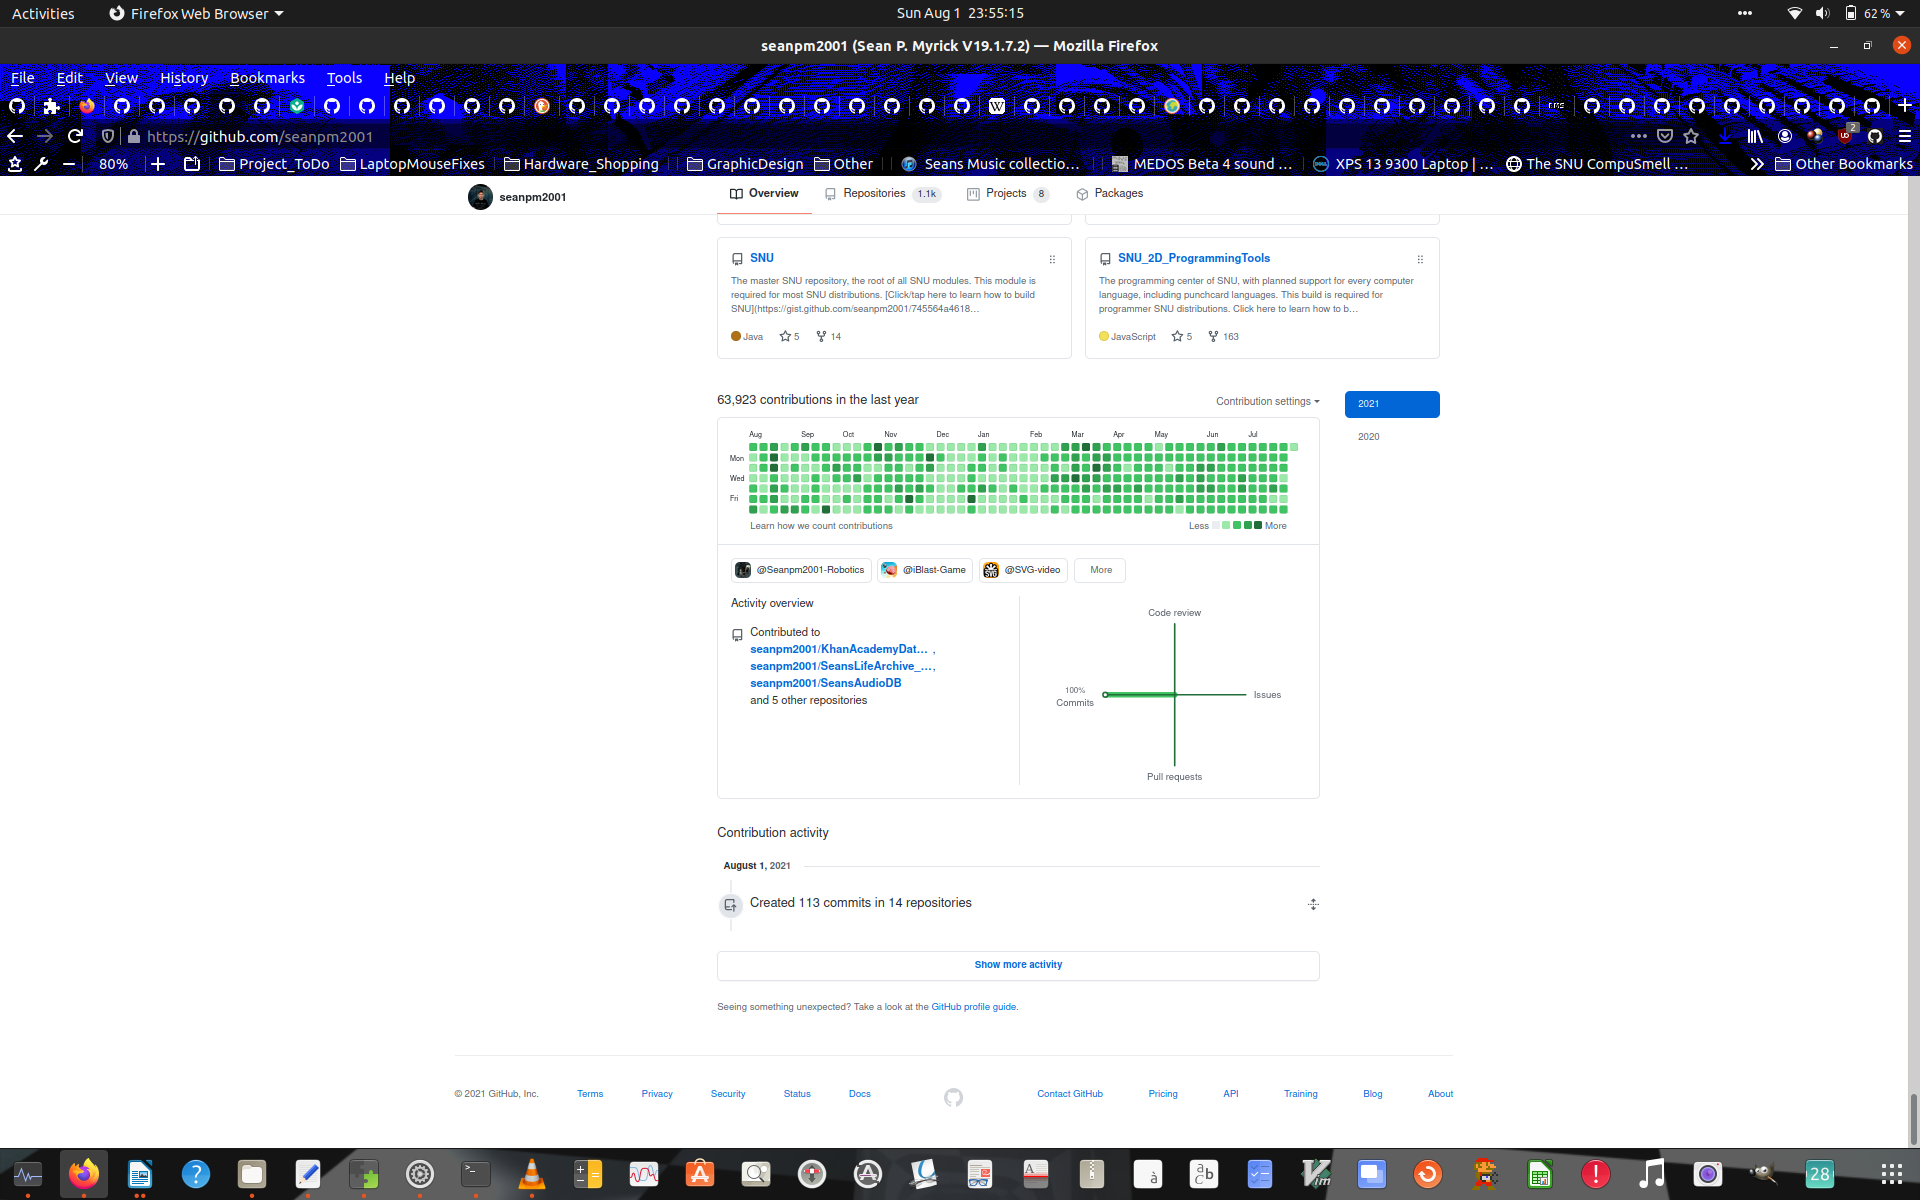 Activities
Firefox Web Browser
Sun Aug 1 23:55:15
62 %
seanpm2001 (Sean P. Myrick V19.1.7.2) — Mozilla Firefox
File Edit View History Bookmarks Tools Help
https://github.com/seanpm2001
2
80%
Project_ToDo
LaptopMouseFixes
Hardware_Shopping
GraphicDesign
Other
Seans Music collectio…
MEDOS Beta 4 sound …
XPS 13 9300 Laptop | …
The SNU CompuSmell …
Other Bookmarks
seanpm2001
Overview
Repositories 1.1k
Projects 8
Packages
SNU
The master SNU repository, the root of all SNU modules. This module is
required for most SNU distributions. [Click/tap here to learn how to build
SNU](https://gist.github.com/seanpm2001/745564a4618…
Java 5 14
SNU_2D_ProgrammingTools
The programming center of SNU, with planned support for every computer
language, including punchcard languages. This build is required for
programmer SNU distributions. Click here to learn how to b…
JavaScript 5 163
63,923 contributions in the last year
Contribution settings
2021
2020
Aug Sep Oct Nov Dec Jan Feb Mar Apr May Jun Jul
Mon
Wed
Fri
Learn how we count contributions
Less More
@Seanpm2001-Robotics
@iBlast-Game
@SVG-video
More
Activity overview
Contributed to
seanpm2001/KhanAcademyDat… ,
seanpm2001/SeansLifeArchive_…,
seanpm2001/SeansAudioDB
and 5 other repositories
Code review
100%
Commits
Issues
Pull requests
Contribution activity
August 1, 2021
Created 113 commits in 14 repositories
Show more activity
Seeing something unexpected? Take a look at the GitHub profile guide.
© 2021 GitHub, Inc.
Terms
Privacy
Security
Status
Docs
Contact GitHub
Pricing
API
Training
Blog
About
28